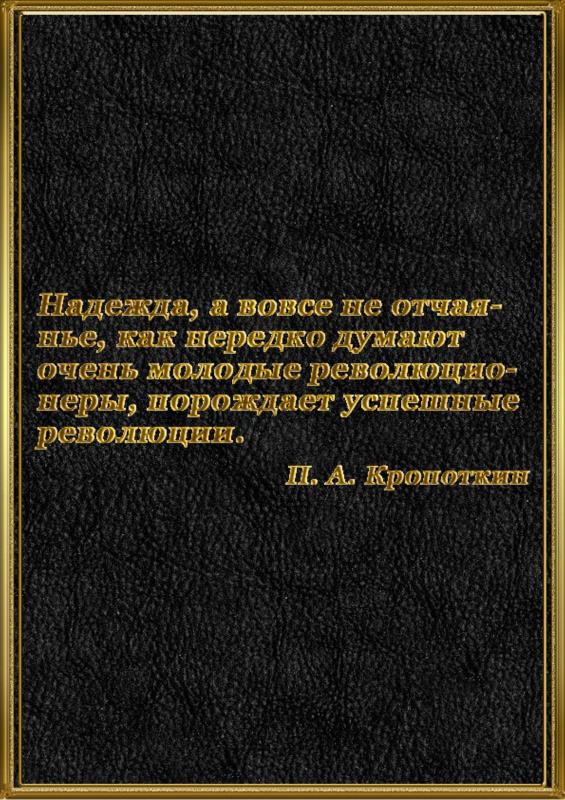 Надежда, а вовсе не отчая-
нье, как нередко думают
очень молодые революцио-
неры, порождает успешные
революции.
П. А. Кропоткин